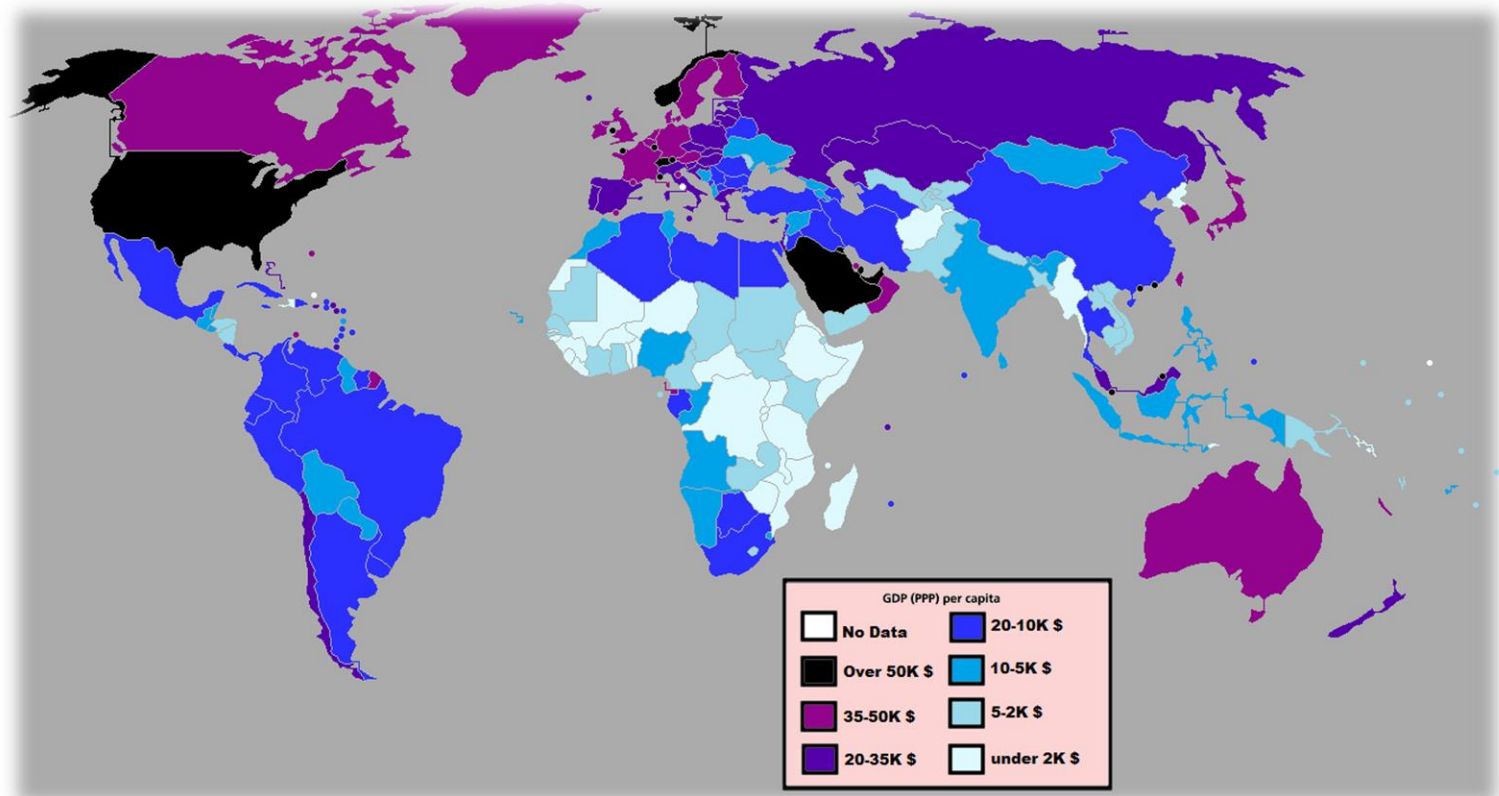 GDP (PPP) per capita
No Data
Over 50K $
35-50K $
20-35K $
20-10K $
10-5K $
5-2K $
under 2K $